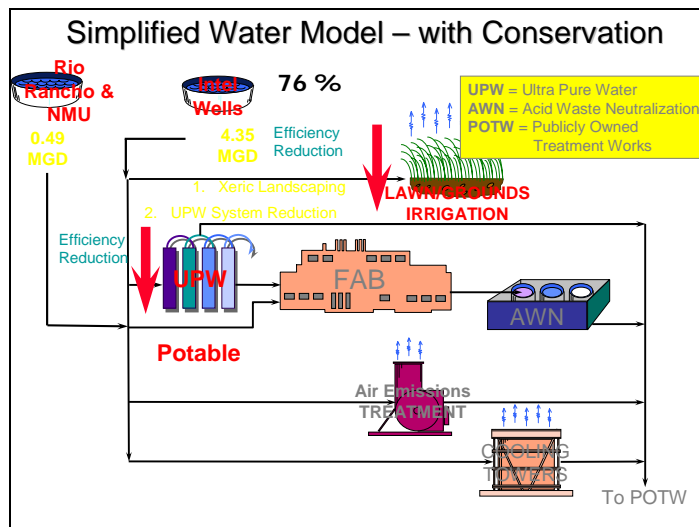 Simplified Water Model – with Conservation
Rio
Rancho &
NMU
0.49
MGD
Intel
Wells
4.35
MGD
76 %
Efficiency
Reduction
UPW = Ultra Pure Water
AWN = Acid Waste Neutralization
POTW = Publicly Owned
Treatment Works
1. Xeric Landscaping
2. UPW System Reduction
LAWN/GROUNDS
IRRIGATION
Efficiency
Reduction
UPW
FAB
AWN
Potable
Air Emissions
TREATMENT
COOLING
TOWERS
To POTW